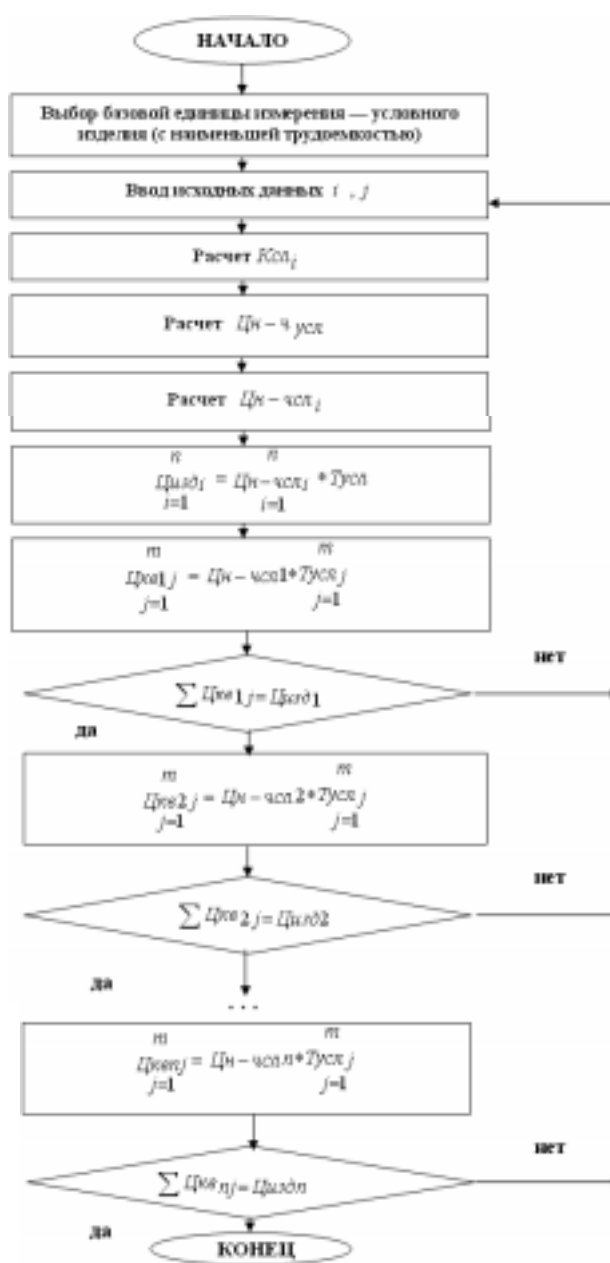 НАЧАЛО
Выбор базовой единицы измерения — условного
изделия (с наименьшей трудоемкостью)
Ввод исходных данных i , j
Расчет Ксл i
Расчет Цн – ч усл
Расчет Цн – чсл i
n n
Цизд i = Цн – чсл i * Тусл
i=1 i=1
m m
Цкв1 j = Цн – чсл1* Тусл j
j=1 j=1
нет
∑ Цкв 1 j = Цизд1
да
m m
Цкв2 j = Цн – чсл 2* Тусл j
j=1 j=1
нет
∑ Цкв 2 j = Цизд2
да
. . .
m m
Цквn j = Цн – чсл n* Тусл j
j=1 j=1
нет
∑ Цкв nj = Циздn
да
КОНЕЦ